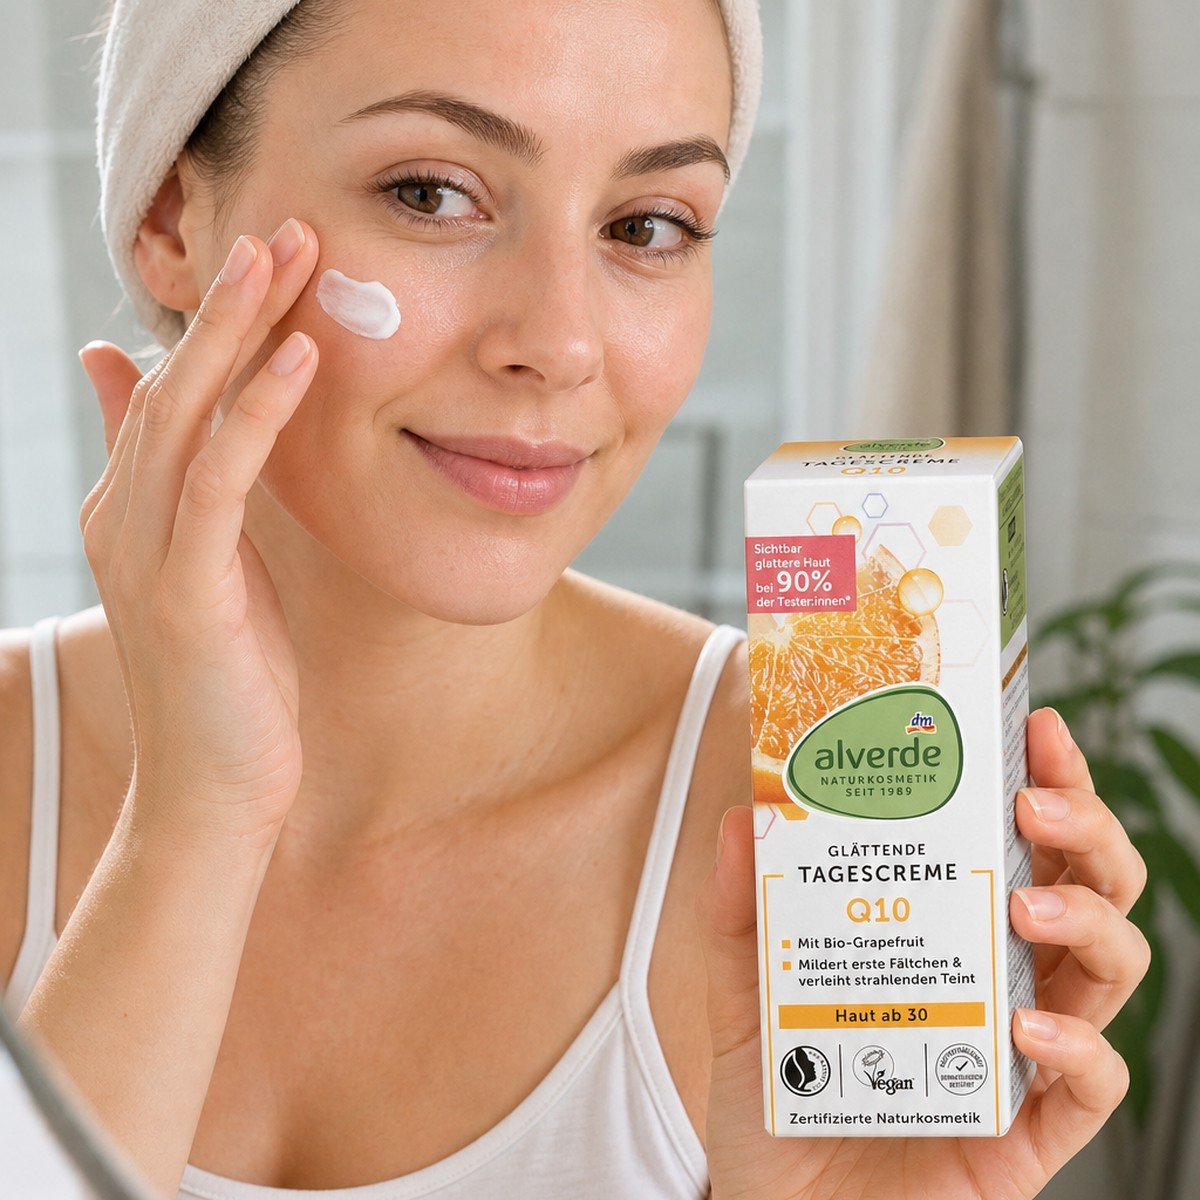 alverde
GLÄTTENDE
TAGESCREME
Q10
Sichtbar
glattere Haut
bei 90%
der Tester:innen*
dm
alverde
NATURKOSMETIK
SEIT 1989
GLÄTTENDE
TAGESCREME
Q10
Mit Bio-Grapefruit
Mildert erste Fältchen &
verleiht strahlenden Teint
Haut ab 30
Vegan
Zertifizierte Naturkosmetik